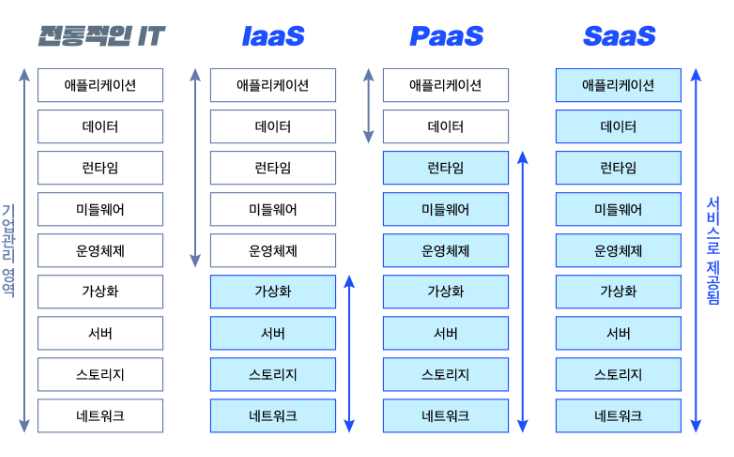 전통적인 IT
IaaS
PaaS
SaaS
기업관리 영역
애플리케이션
데이터
런타임
미들웨어
운영체제
가상화
서버
스토리지
네트워크
애플리케이션
데이터
런타임
미들웨어
운영체제
가상화
서버
스토리지
네트워크
애플리케이션
데이터
런타임
미들웨어
운영체제
가상화
서버
스토리지
네트워크
애플리케이션
데이터
런타임
미들웨어
운영체제
가상화
서버
스토리지
네트워크
서비스로 제공됨